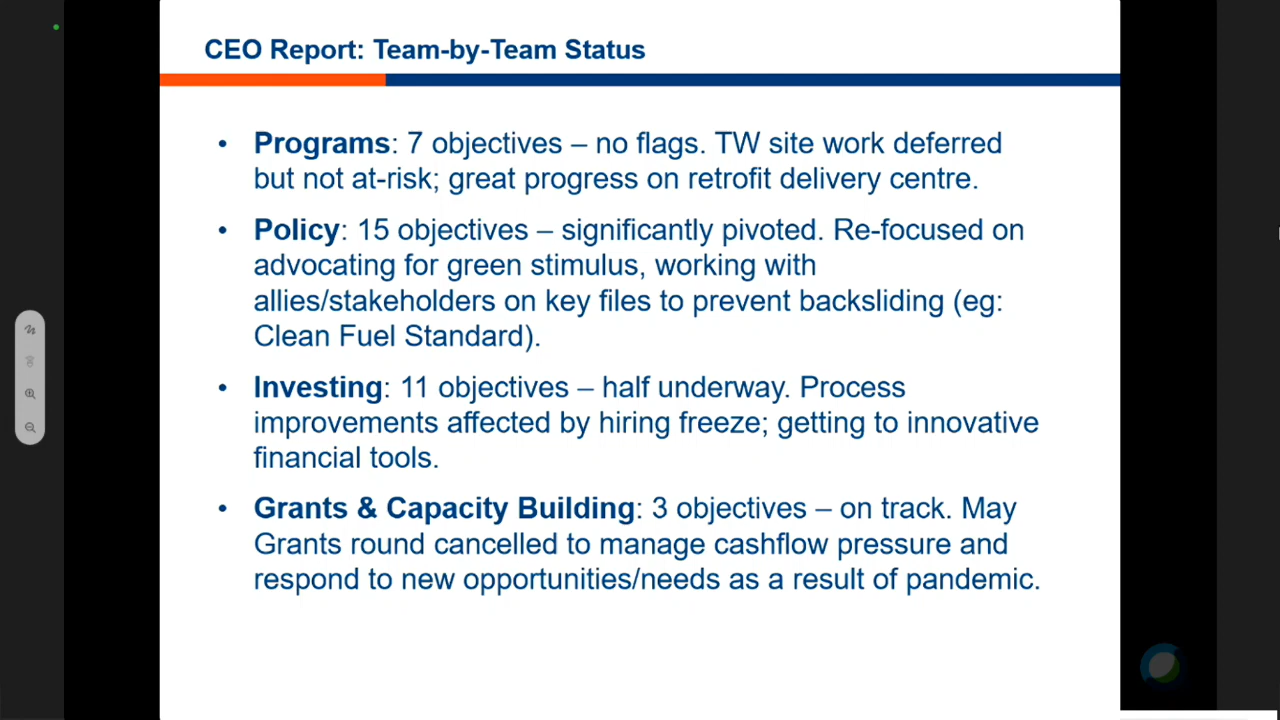 CEO Report: Team-by-Team Status
• Programs: 7 objectives – no flags. TW site work deferred
but not at-risk; great progress on retrofit delivery centre.
• Policy: 15 objectives – significantly pivoted. Re-focused on
advocating for green stimulus, working with
allies/stakeholders on key files to prevent backsliding (eg:
Clean Fuel Standard).
• Investing: 11 objectives – half underway. Process
improvements affected by hiring freeze; getting to innovative
financial tools.
• Grants & Capacity Building: 3 objectives – on track. May
Grants round cancelled to manage cashflow pressure and
respond to new opportunities/needs as a result of pandemic.